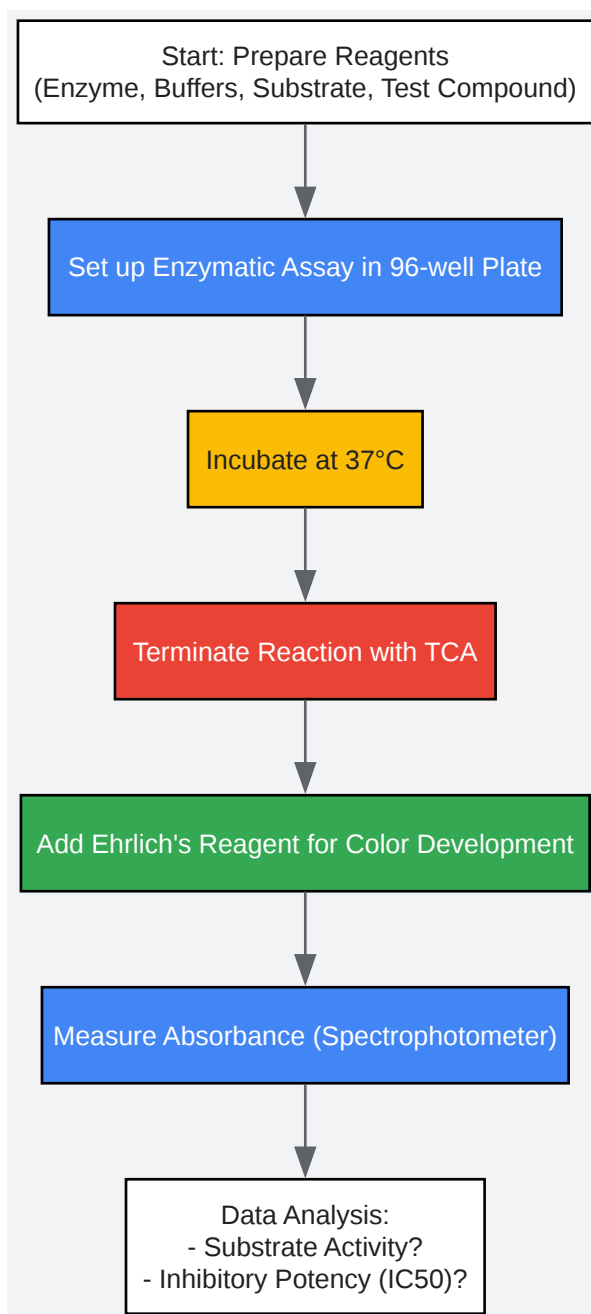 Start: Prepare Reagents
(Enzyme, Buffers, Substrate, Test Compound)
Set up Enzymatic Assay in 96-well Plate
Incubate at 37°C
Terminate Reaction with TCA
Add Ehrlich's Reagent for Color Development
Measure Absorbance (Spectrophotometer)
Data Analysis:
- Substrate Activity?
- Inhibitory Potency (IC50)?